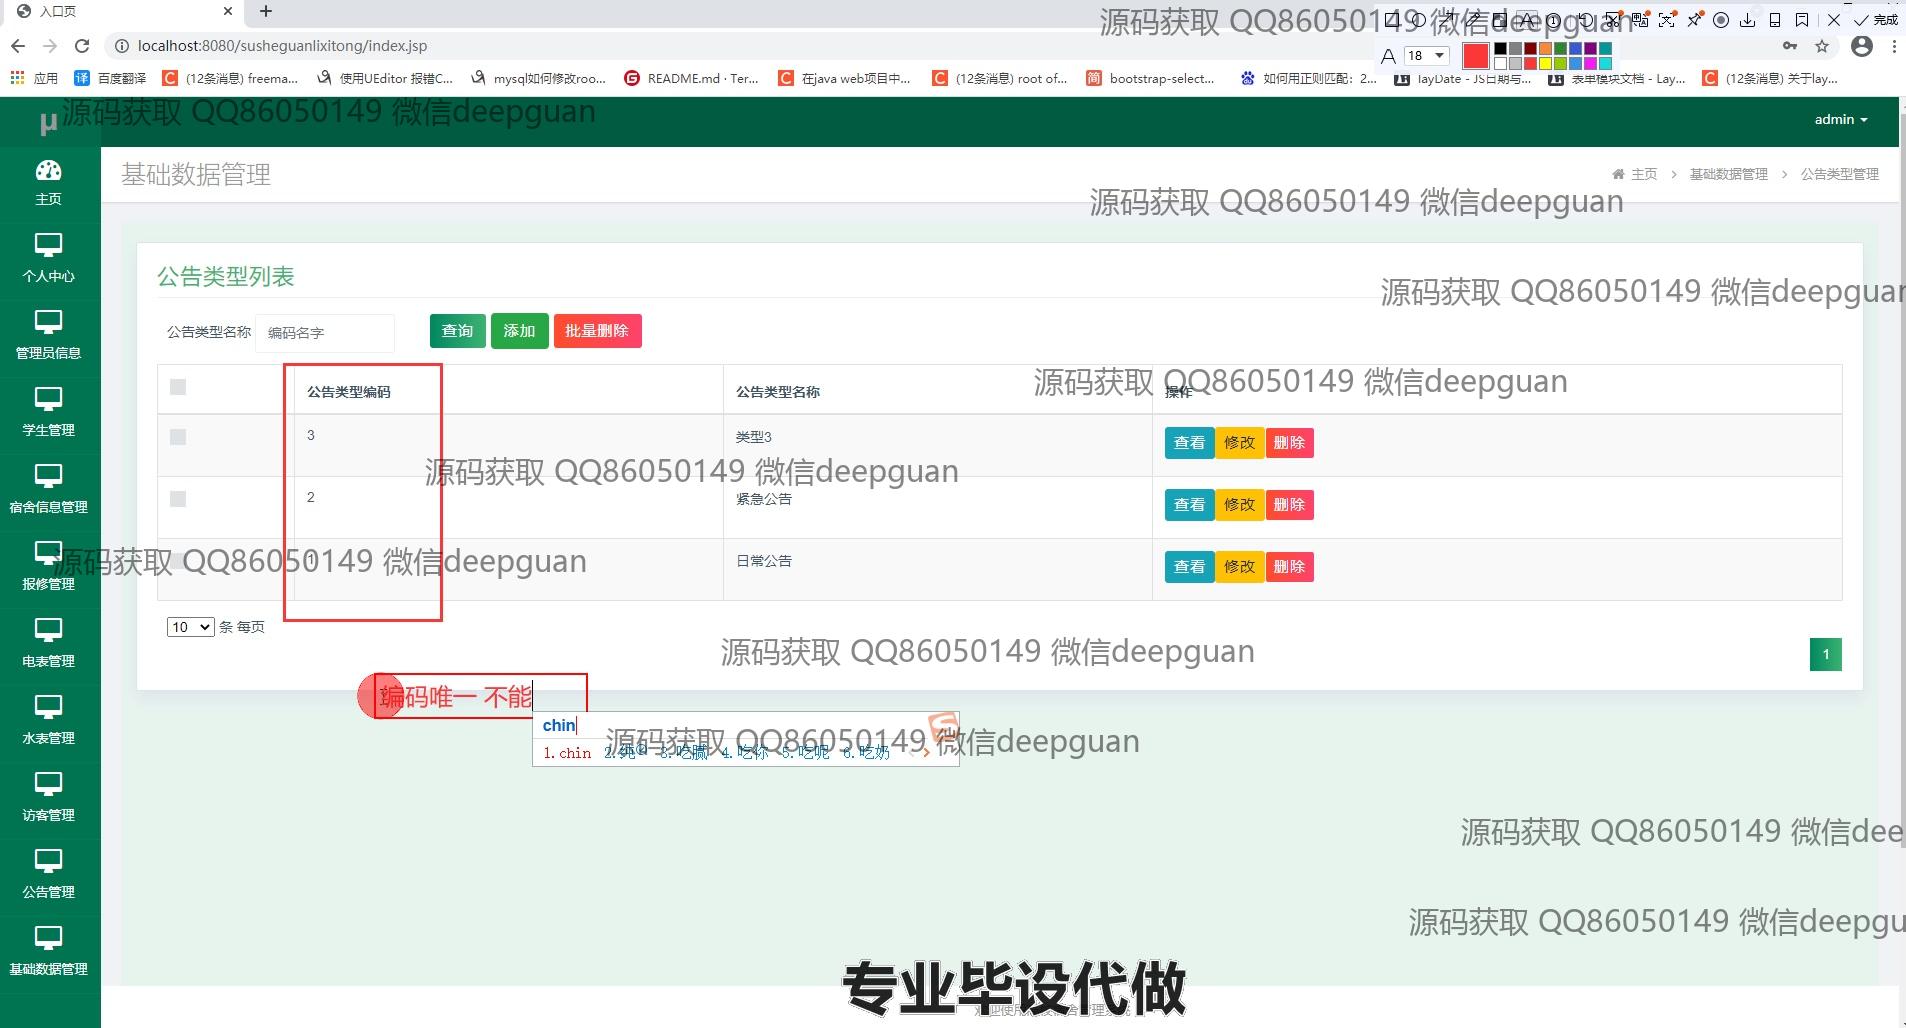 入口页
源码获取 QQ86050149 微信deepguan
完成
localhost:8080/susheguanlixitong/index.jsp
A 18
应用 百度翻译 (12条消息) freema... 使用UEditor 报错C... mysql如何修改roo... README.md · Ter... 在java web项目中... (12条消息) root of... bootstrap-select... 如何用正则匹配：2... layDate - JS日期与... 表单模块文档 - Lay... (12条消息) 关于lay...
源码获取 QQ86050149 微信deepguan
μ
admin
主页
基础数据管理
主页 > 基础数据管理 > 公告类型管理
源码获取 QQ86050149 微信deepguan
个人中心
公告类型列表
源码获取 QQ86050149 微信deepguan
公告类型名称 编码名字 查询 添加 批量删除
管理员信息
公告类型编码 公告类型名称 操作
源码获取 QQ86050149 微信deepguan
学生管理
3 类型3 查看 修改 删除
源码获取 QQ86050149 微信deepguan
宿舍信息管理
2 紧急公告 查看 修改 删除
1 日常公告 查看 修改 删除
源码获取 QQ86050149 微信deepguan
报修管理
10 条 每页
源码获取 QQ86050149 微信deepguan
1
电表管理
编码唯一 不能
chin
1.chin 2.纯 3.吃腻 4.吃你 5.吃呢 6.吃奶
源码获取 QQ86050149 微信deepguan
水表管理
访客管理
源码获取 QQ86050149 微信dee
公告管理
源码获取 QQ86050149 微信deepgu
基础数据管理
专业毕设代做